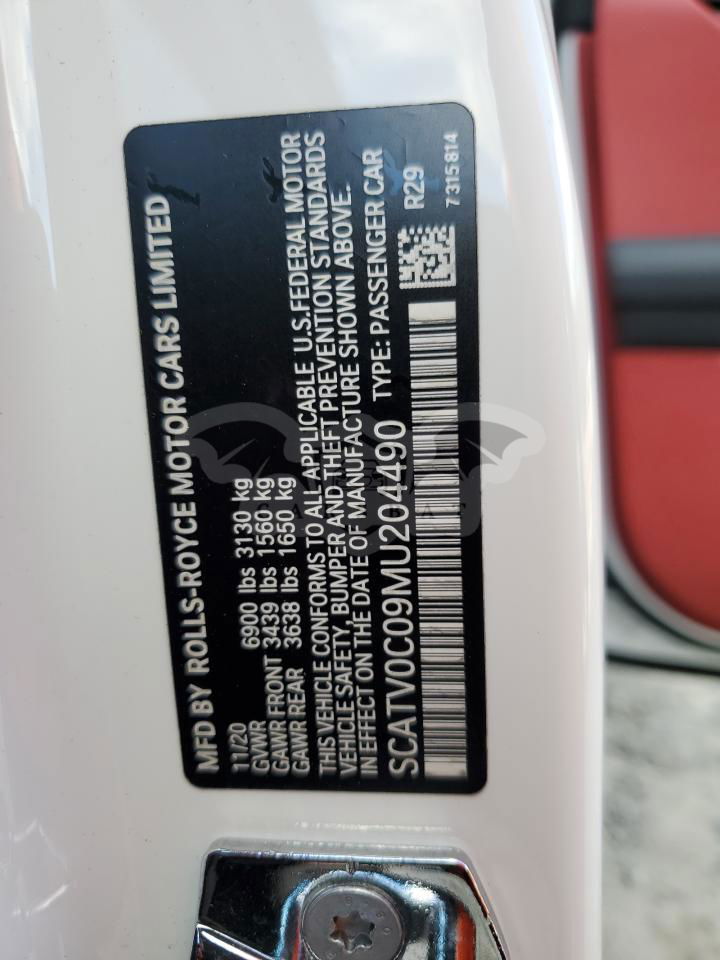 MFD BY ROLLS-ROYCE MOTOR CARS LIMITED
11/20
GVWR 6900 lbs 3130 kg
GAWR FRONT 3439 lbs 1560 kg
GAWR REAR 3638 lbs 1650 kg
THIS VEHICLE CONFORMS TO ALL APPLICABLE U.S.FEDERAL MOTOR
VEHICLE SAFETY, BUMPER AND THEFT PREVENTION STANDARDS
IN EFFECT ON THE DATE OF MANUFACTURE SHOWN ABOVE.
SCATV0C09MU204490 TYPE: PASSENGER CAR
R29
7315814